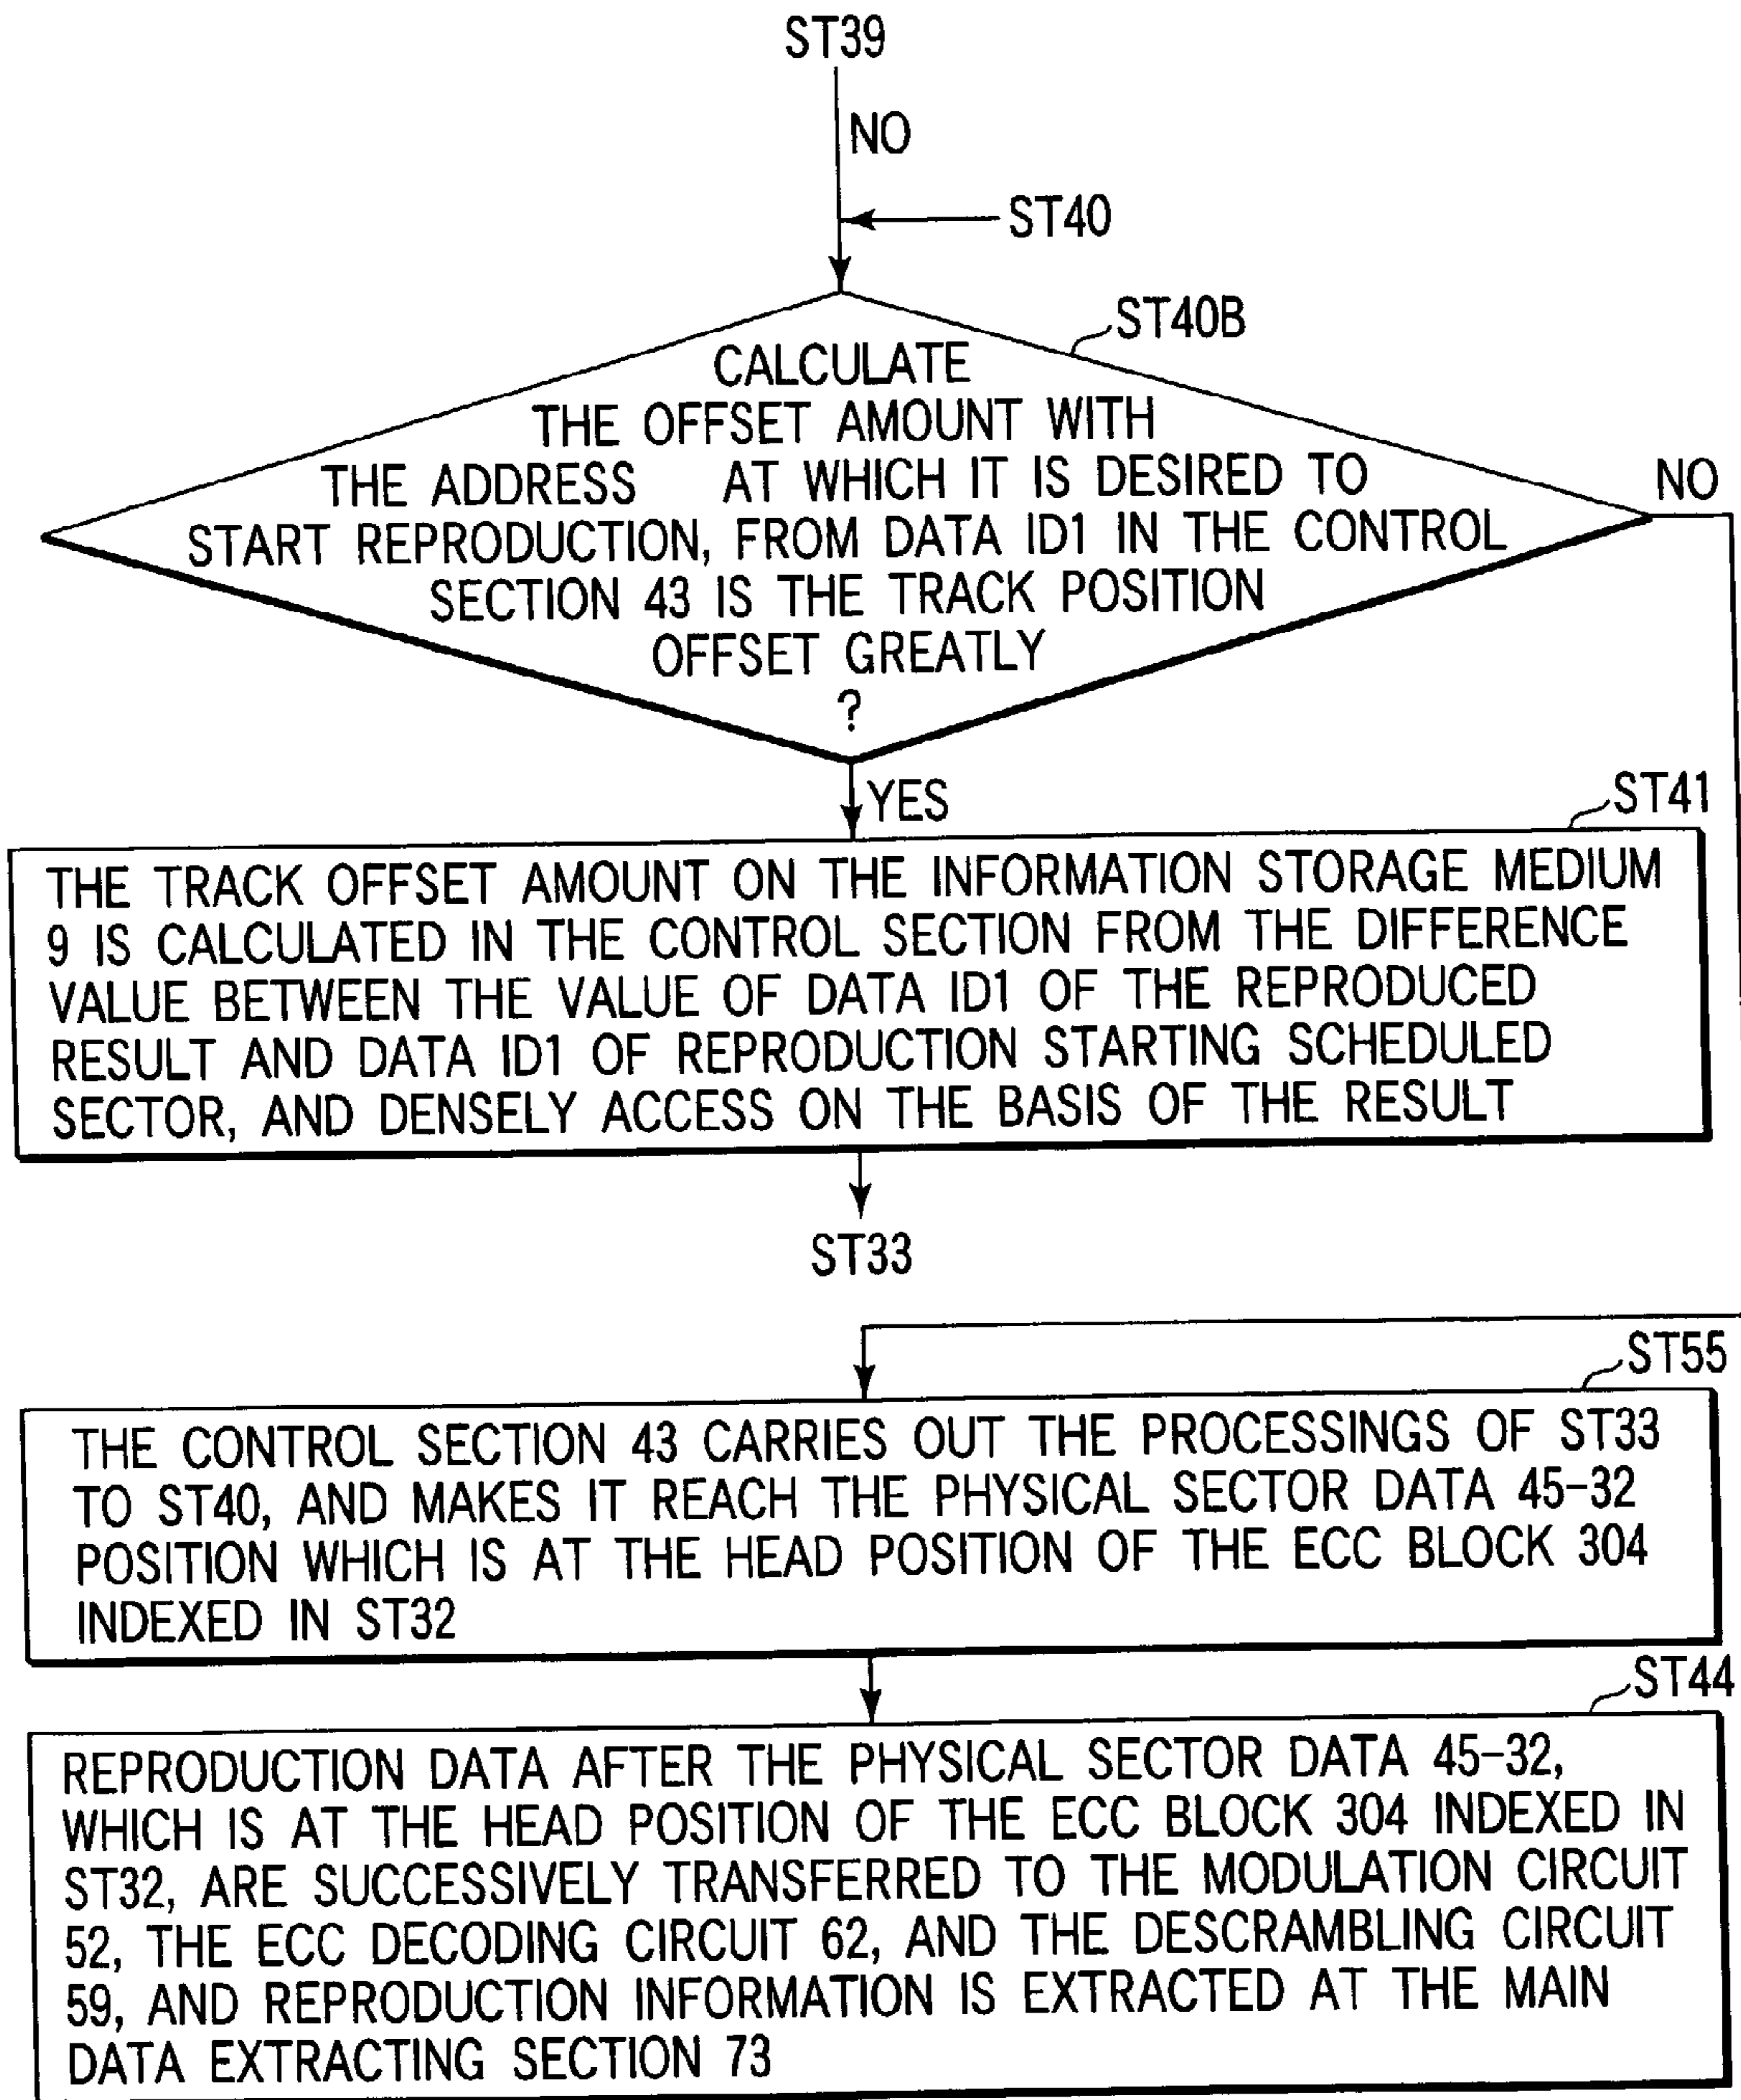 ST39
NO
ST40
ST40B
CALCULATE
THE OFFSET AMOUNT WITH
THE ADDRESS AT WHICH IT IS DESIRED TO
START REPRODUCTION, FROM DATA ID1 IN THE CONTROL
SECTION 43 IS THE TRACK POSITION
OFFSET GREATLY
?
NO
YES
ST41
THE TRACK OFFSET AMOUNT ON THE INFORMATION STORAGE MEDIUM
9 IS CALCULATED IN THE CONTROL SECTION FROM THE DIFFERENCE
VALUE BETWEEN THE VALUE OF DATA ID1 OF THE REPRODUCED
RESULT AND DATA ID1 OF REPRODUCTION STARTING SCHEDULED
SECTOR, AND DENSELY ACCESS ON THE BASIS OF THE RESULT
ST33
ST55
THE CONTROL SECTION 43 CARRIES OUT THE PROCESSINGS OF ST33
TO ST40, AND MAKES IT REACH THE PHYSICAL SECTOR DATA 45-32
POSITION WHICH IS AT THE HEAD POSITION OF THE ECC BLOCK 304
INDEXED IN ST32
ST44
REPRODUCTION DATA AFTER THE PHYSICAL SECTOR DATA 45-32,
WHICH IS AT THE HEAD POSITION OF THE ECC BLOCK 304 INDEXED IN
ST32, ARE SUCCESSIVELY TRANSFERRED TO THE MODULATION CIRCUIT
52, THE ECC DECODING CIRCUIT 62, AND THE DESCRAMBLING CIRCUIT
59, AND REPRODUCTION INFORMATION IS EXTRACTED AT THE MAIN
DATA EXTRACTING SECTION 73